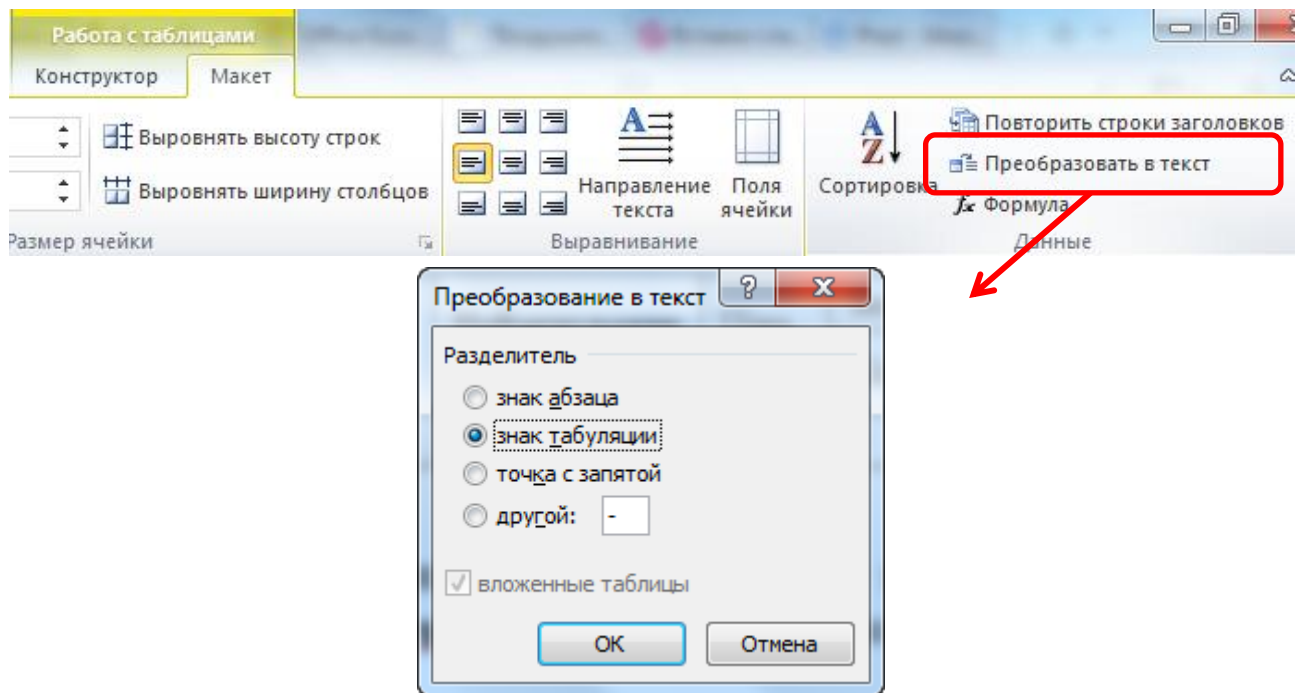 Работа с таблицами
Конструктор Макет
Выровнять высоту строк
Выровнять ширину столбцов
Размер ячейки
Направление текста
Поля ячейки
Выравнивание
Сортировка
Повторить строки заголовков
Преобразовать в текст
fx Формула
Данные
Преобразование в текст ?
Разделитель
знак абзаца
знак табуляции
точка с запятой
другой: -
вложенные таблицы
ОК Отмена